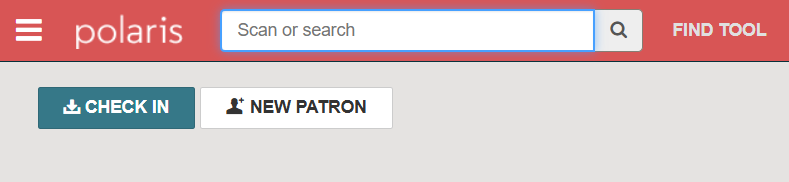 polaris Scan or search FIND TOOL
CHECK IN NEW PATRON